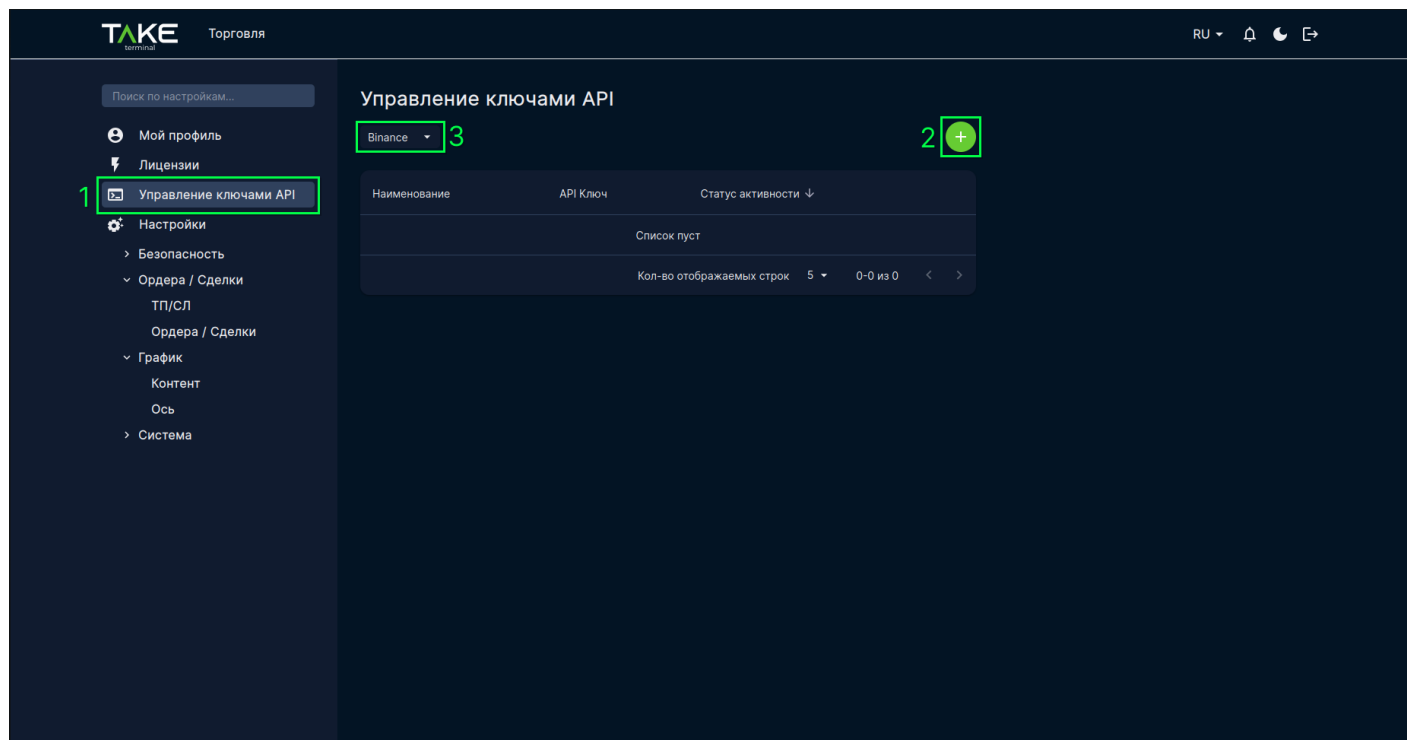 TAKE terminal Торговля RU
Поиск по настройкам...
Мой профиль
Лицензии
1 Управление ключами API
Настройки
Безопасность
Ордера / Сделки
ТП/СЛ
Ордера / Сделки
График
Контент
Ось
Система
Управление ключами API
Binance 3 2 +
Наименование API Ключ Статус активности ↓
Список пуст
Кол-во отображаемых строк 5 0-0 из 0 < >